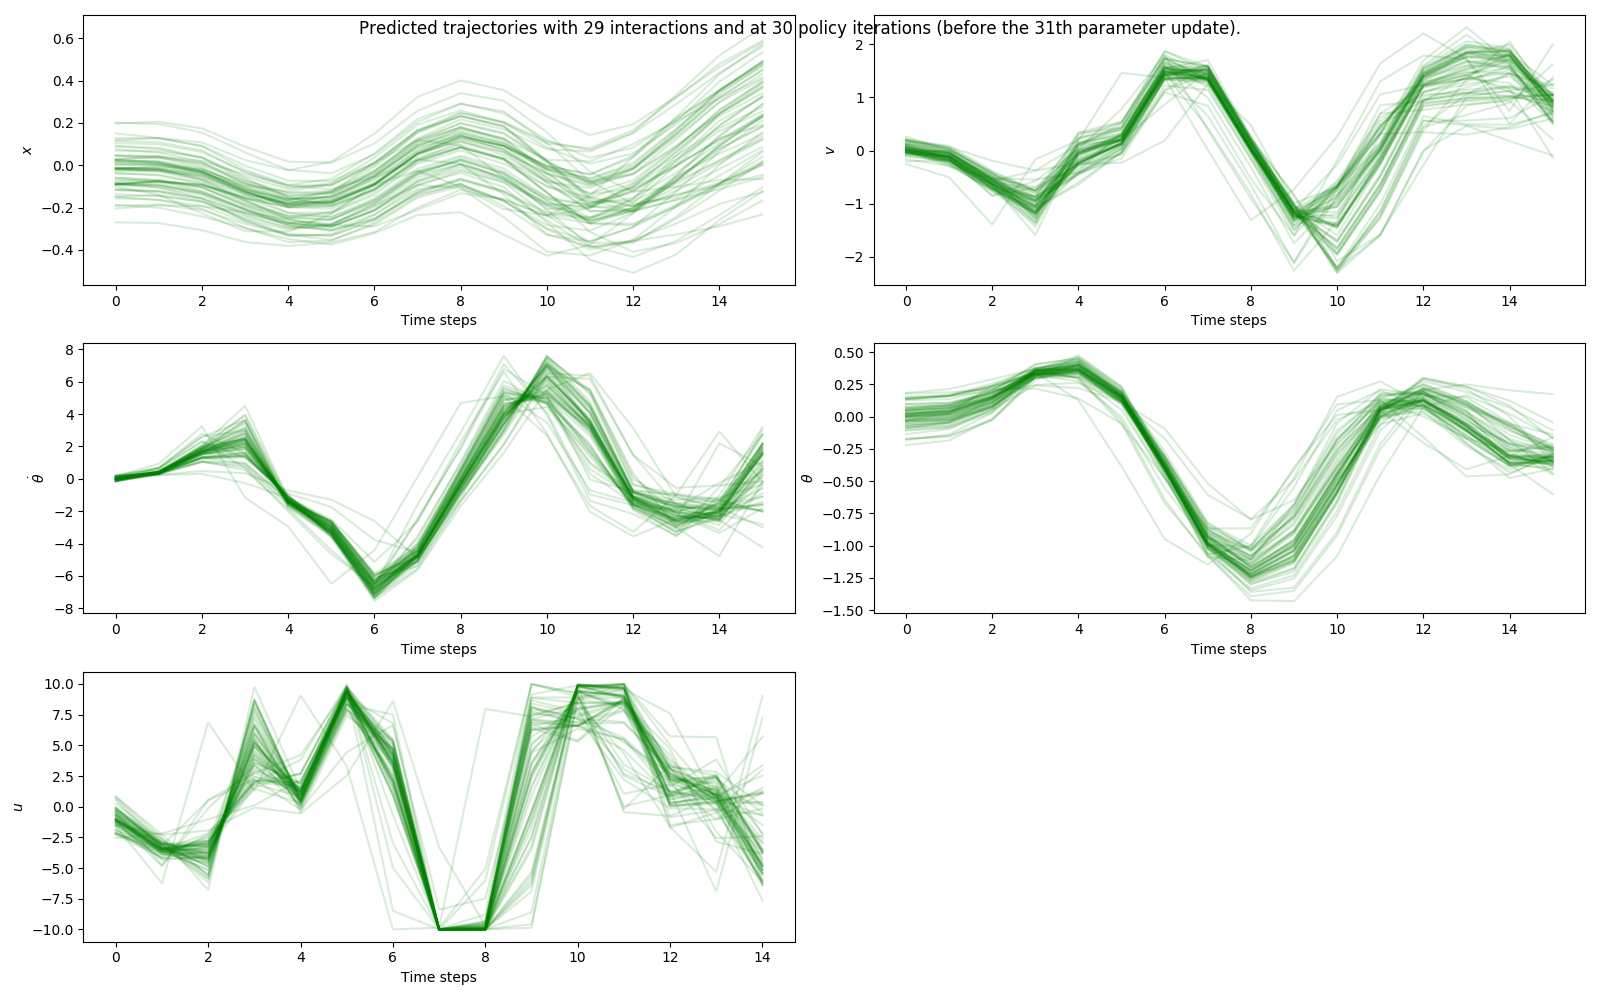 Predicted trajectories with 29 interactions and at 30 policy iterations (before the 31th parameter update).
0.6
0.4
0.2
0.0
−0.2
−0.4
x
0 2 4 6 8 10 12 14
Time steps
2
1
0
−1
−2
v
0 2 4 6 8 10 12 14
Time steps
8
6
4
2
0
−2
−4
−6
−8
θ̇
0 2 4 6 8 10 12 14
Time steps
0.50
0.25
0.00
−0.25
−0.50
−0.75
−1.00
−1.25
−1.50
θ
0 2 4 6 8 10 12 14
Time steps
10.0
7.5
5.0
2.5
0.0
−2.5
−5.0
−7.5
−10.0
u
0 2 4 6 8 10 12 14
Time steps